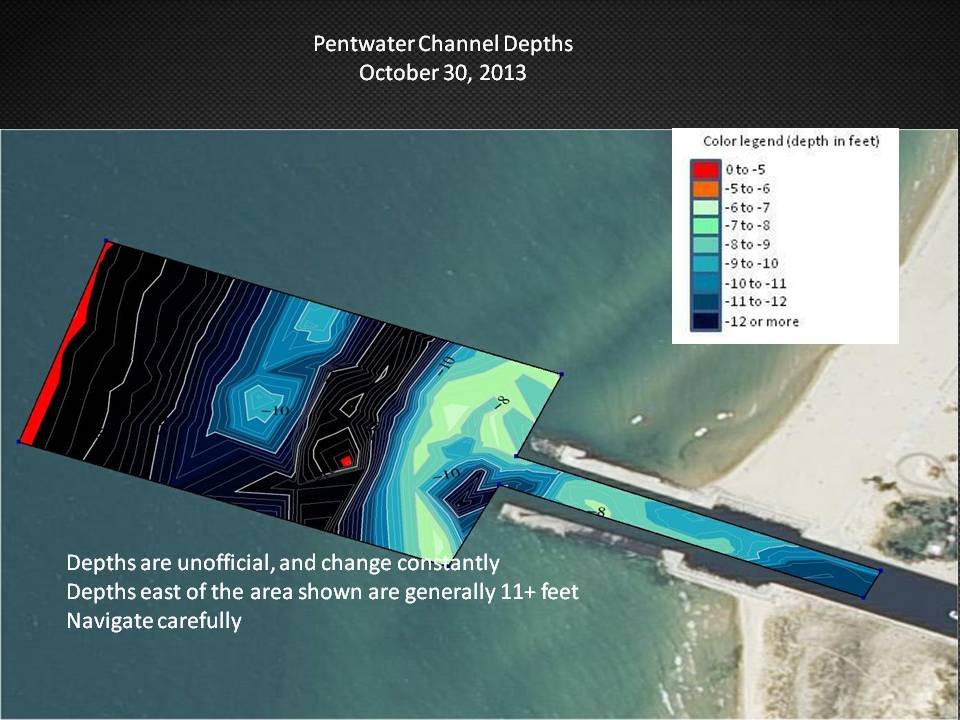 Pentwater Channel Depths
October 30, 2013
Color legend (depth in feet)
0 to -5
-5 to -6
-6 to -7
-7 to -8
-8 to -9
-9 to -10
-10 to -11
-11 to -12
-12 or more
-10
-8
-10
-10
-8
Depths are unofficial, and change constantly
Depths east of the area shown are generally 11+ feet
Navigate carefully